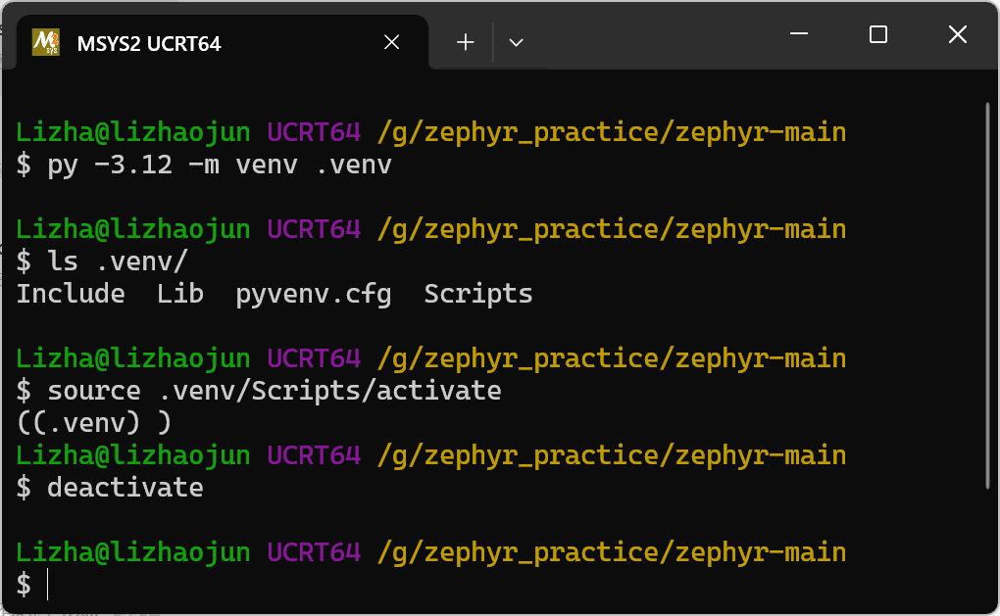 MSYS2 UCRT64
Lizha@lizhaojun UCRT64 /g/zephyr_practice/zephyr-main
$ py -3.12 -m venv .venv
Lizha@lizhaojun UCRT64 /g/zephyr_practice/zephyr-main
$ ls .venv/
Include  Lib  pyvenv.cfg  Scripts
Lizha@lizhaojun UCRT64 /g/zephyr_practice/zephyr-main
$ source .venv/Scripts/activate
((.venv) )
Lizha@lizhaojun UCRT64 /g/zephyr_practice/zephyr-main
$ deactivate
Lizha@lizhaojun UCRT64 /g/zephyr_practice/zephyr-main
$